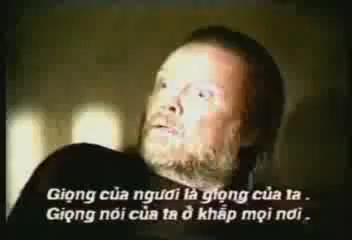 Giọng của ngươi là giọng của ta .
Giọng nói của ta ở khắp mọi nơi .